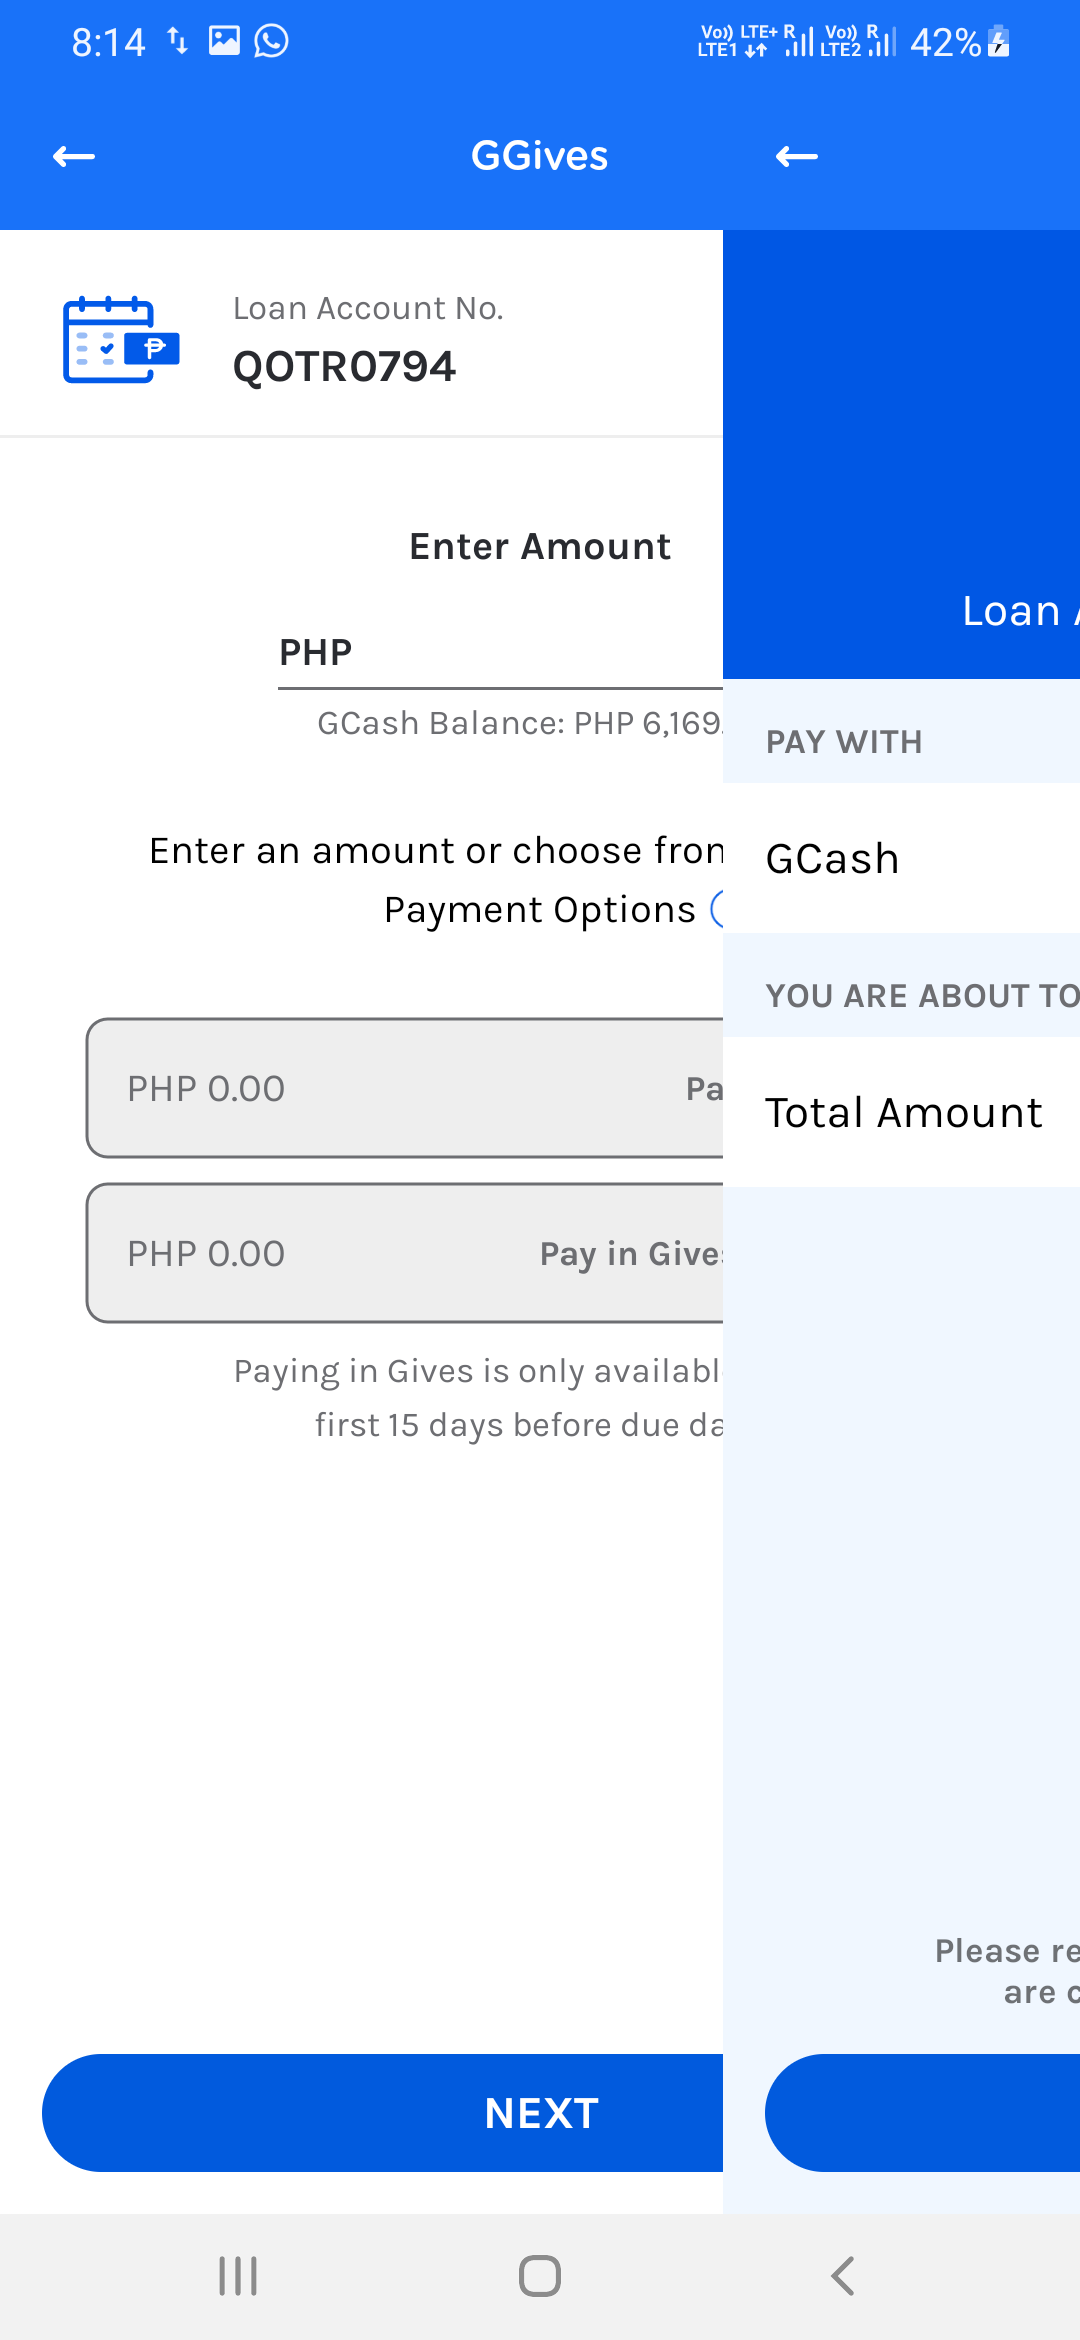 8:14
Vo)) LTE+ R Vo)) R
LTE1 LTE2 42%
GGives
Loan Account No.
QOTR0794
Enter Amount
PHP
GCash Balance: PHP 6,169.
Enter an amount or choose from
Payment Options
PHP 0.00 Pa
PHP 0.00 Pay in Gives
Paying in Gives is only availabl
first 15 days before due da
NEXT
Loan A
PAY WITH
GCash
YOU ARE ABOUT TO
Total Amount
Please re
are c